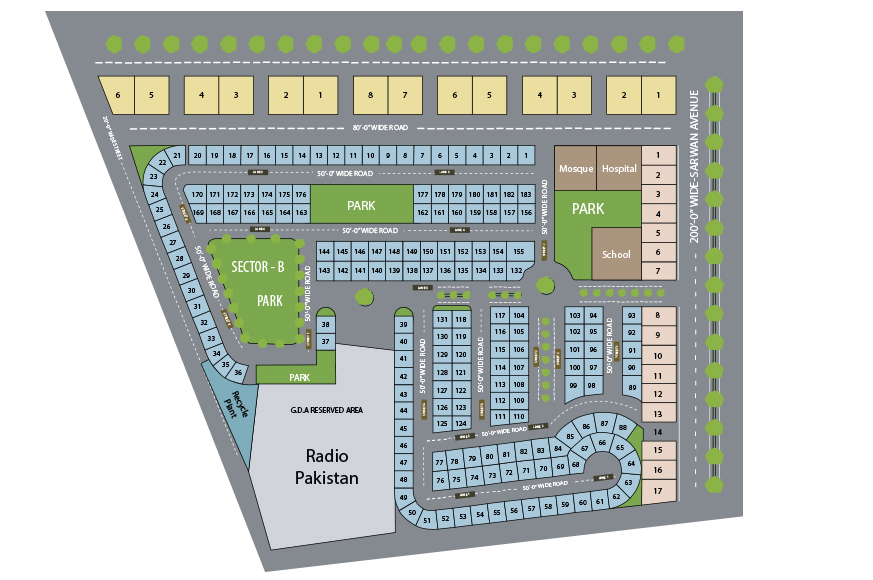 6 5 4 3 2 1 8 7 6 5 4 3 2 1
80'-0" WIDE ROAD
20'-0" WIDE STREET
200'-0" WIDE-SARWAN AVENUE
22 21 20 19 18 17 16 15 14 13 12 11 10 9 8 7 6 5 4 3 2 1
50'-0" WIDE ROAD
Mosque Hospital
PARK
School
1
2
3
4
5
6
7
23
24
25
26
27
28
29
30
31
32
33
34
35
36
170 171 172 173 174 175 176
169 168 167 166 165 164 163
PARK
177 178 179 180 181 182 183
162 161 160 159 158 157 156
50'-0" WIDE ROAD
50'-0" WIDE ROAD
50'-0" WIDE ROAD
SECTOR - B
PARK
50'-0" WIDE ROAD
144 145 146 147 148 149 150 151 152 153 154 155
143 142 141 140 139 138 137 136 135 134 133 132
38
37
PARK
Recycle
Plant
G.D.A RESERVED AREA
Radio
Pakistan
39
40
41
42
43
44
45
46
47
48
49
50 51 52 53 54 55 56 57 58 59 60 61 62 63 64 65 66 67 68
50'-0" WIDE ROAD
131 118
130 119
129 120
128 121
127 122
126 123
125 124
50'-0" WIDE ROAD
117 104
116 105
115 106
114 107
113 108
112 109
111 110
103 94
102 95
101 96
100 97
99 98
50'-0" WIDE ROAD
93
92
91
90
89
8
9
10
11
12
13
14
15
16
17
50'-0" WIDE ROAD
77 78 79 80 81 82 83 84 85 86 87 88
76 75 74 73 72 71 70 69
50'-0" WIDE ROAD